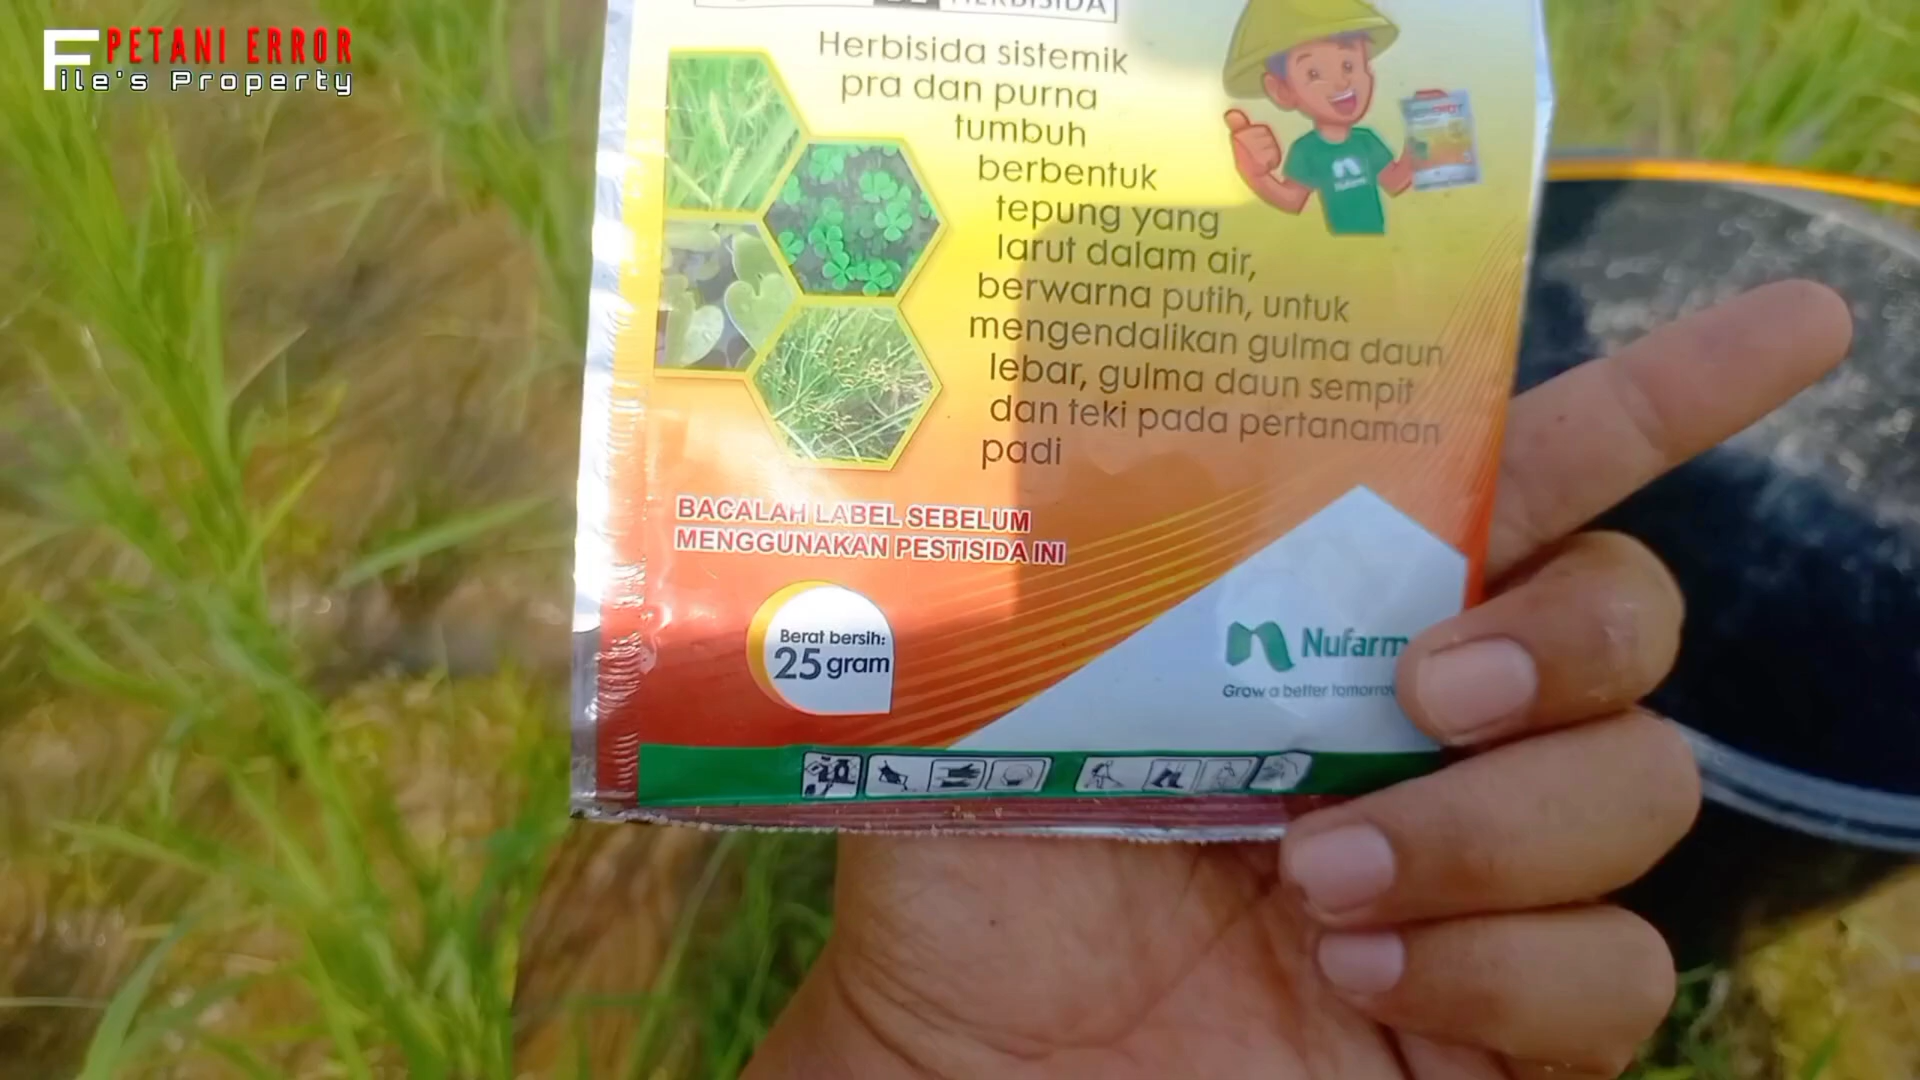 PETANI ERROR
File's Property
HERBISIDA
Herbisida sistemik
pra dan purna
tumbuh
berbentuk
tepung yang
larut dalam air,
berwarna putih, untuk
mengendalikan gulma daun
lebar, gulma daun sempit
dan teki pada pertanaman
padi
BACALAH LABEL SEBELUM
MENGGUNAKAN PESTISIDA INI
Berat bersih:
25 gram
Nufarm
Grow a better tomorrow